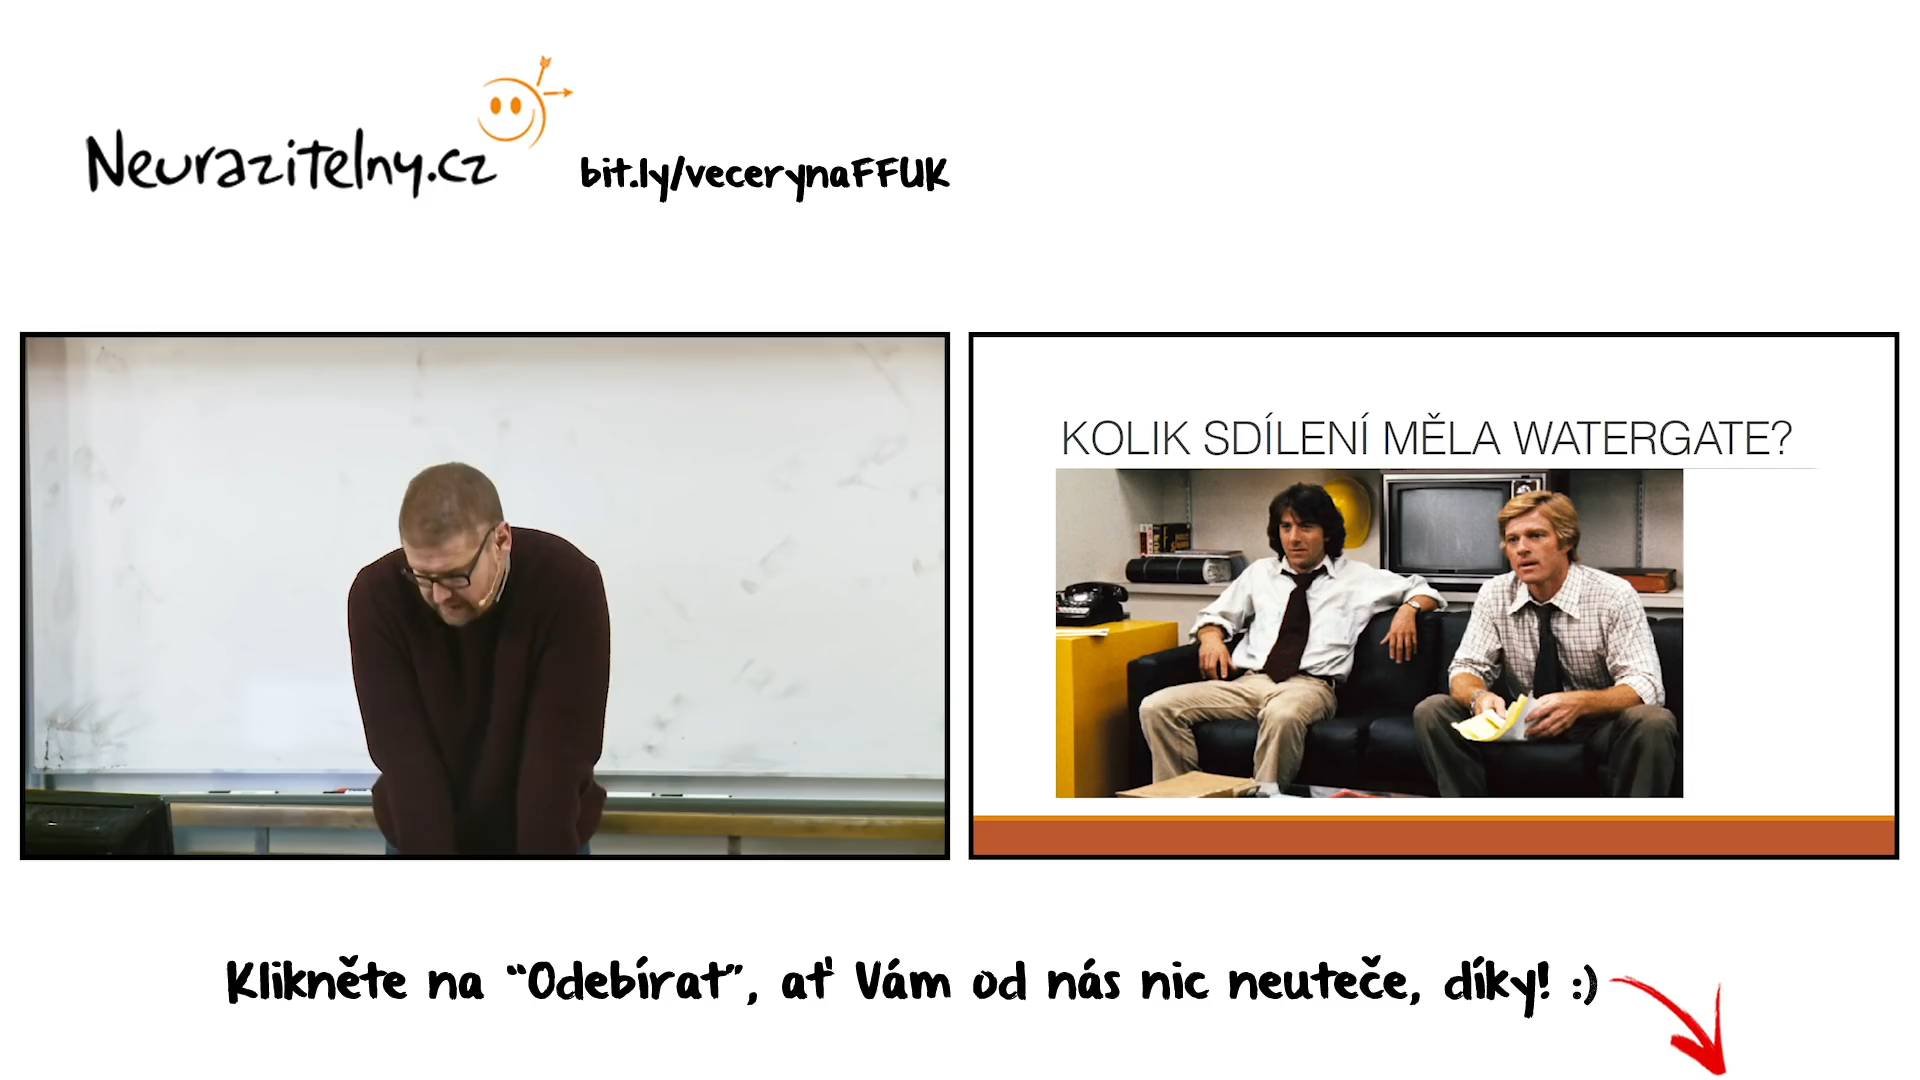 Neurazitelny.cz
bit.ly/vecerynaFFUK
KOLIK SDÍLENÍ MĚLA WATERGATE?
Klikněte na “Odebírat”, ať Vám od nás nic neuteče, díky! :)